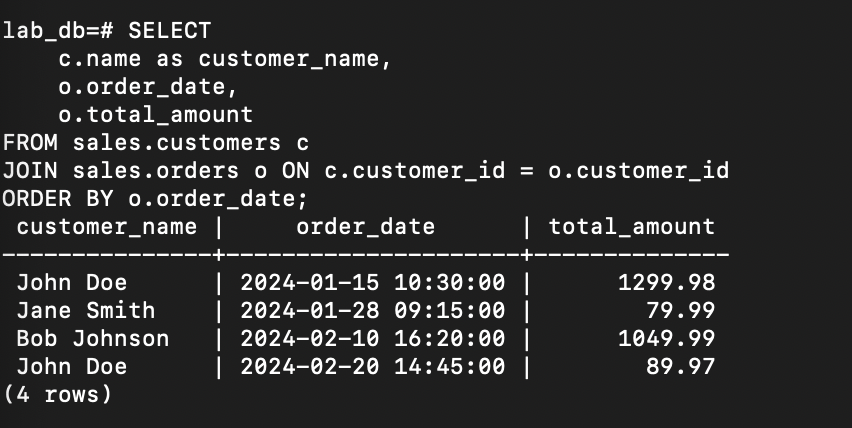 lab_db=# SELECT
    c.name as customer_name,
    o.order_date,
    o.total_amount
FROM sales.customers c
JOIN sales.orders o ON c.customer_id = o.customer_id
ORDER BY o.order_date;
 customer_name |     order_date      | total_amount
---------------+---------------------+--------------
 John Doe      | 2024-01-15 10:30:00 |      1299.98
 Jane Smith    | 2024-01-28 09:15:00 |        79.99
 Bob Johnson   | 2024-02-10 16:20:00 |      1049.99
 John Doe      | 2024-02-20 14:45:00 |        89.97
(4 rows)